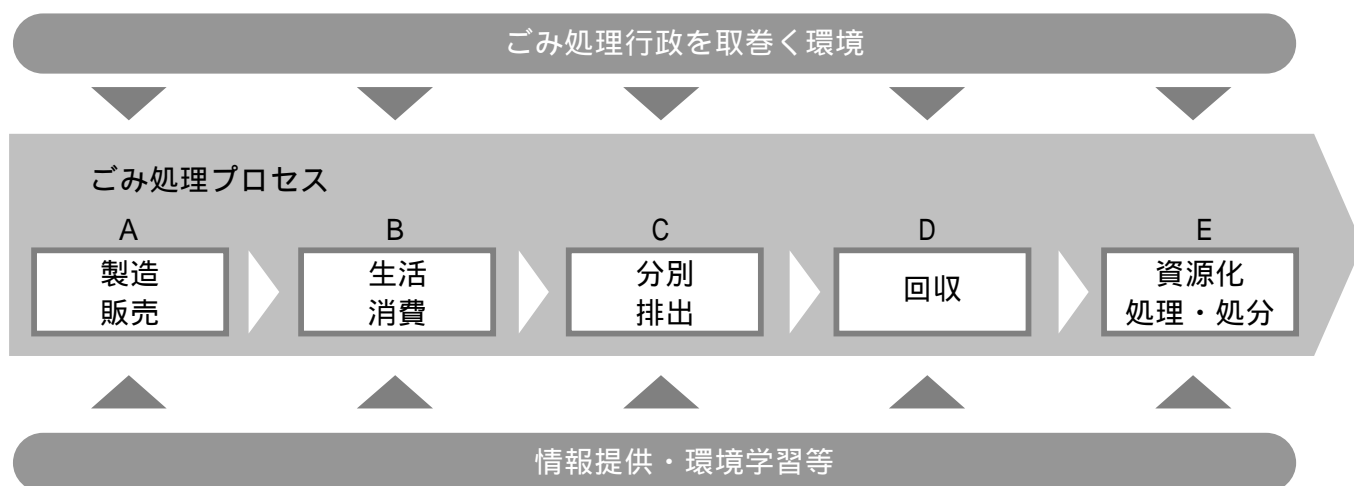 ごみ処理行政を取巻く環境
ごみ処理プロセス
A
製造
販売
B
生活
消費
C
分別
排出
D
回収
E
資源化
処理・処分
情報提供・環境学習等